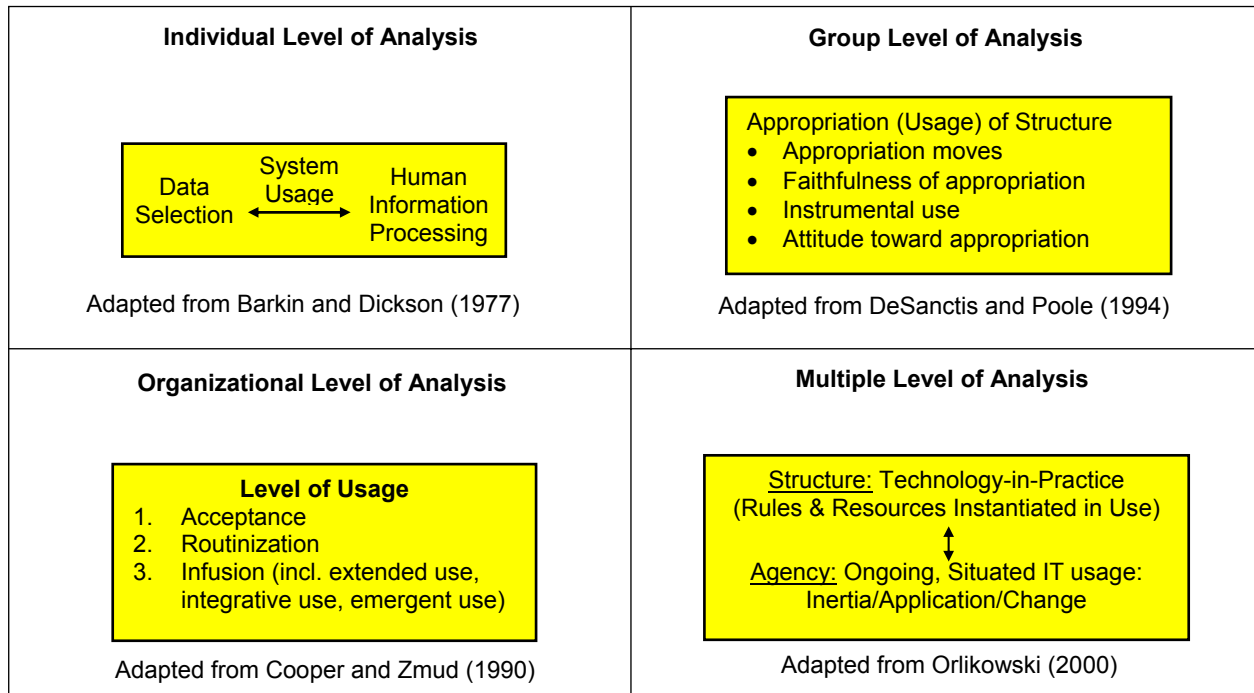 Individual Level of Analysis
System
Usage
Data
Selection
Human
Information
Processing
Adapted from Barkin and Dickson (1977)
Group Level of Analysis
Appropriation (Usage) of Structure
• Appropriation moves
• Faithfulness of appropriation
• Instrumental use
• Attitude toward appropriation
Adapted from DeSanctis and Poole (1994)
Organizational Level of Analysis
Level of Usage
1. Acceptance
2. Routinization
3. Infusion (incl. extended use,
integrative use, emergent use)
Adapted from Cooper and Zmud (1990)
Multiple Level of Analysis
Structure: Technology-in-Practice
(Rules & Resources Instantiated in Use)
Agency: Ongoing, Situated IT usage:
Inertia/Application/Change
Adapted from Orlikowski (2000)